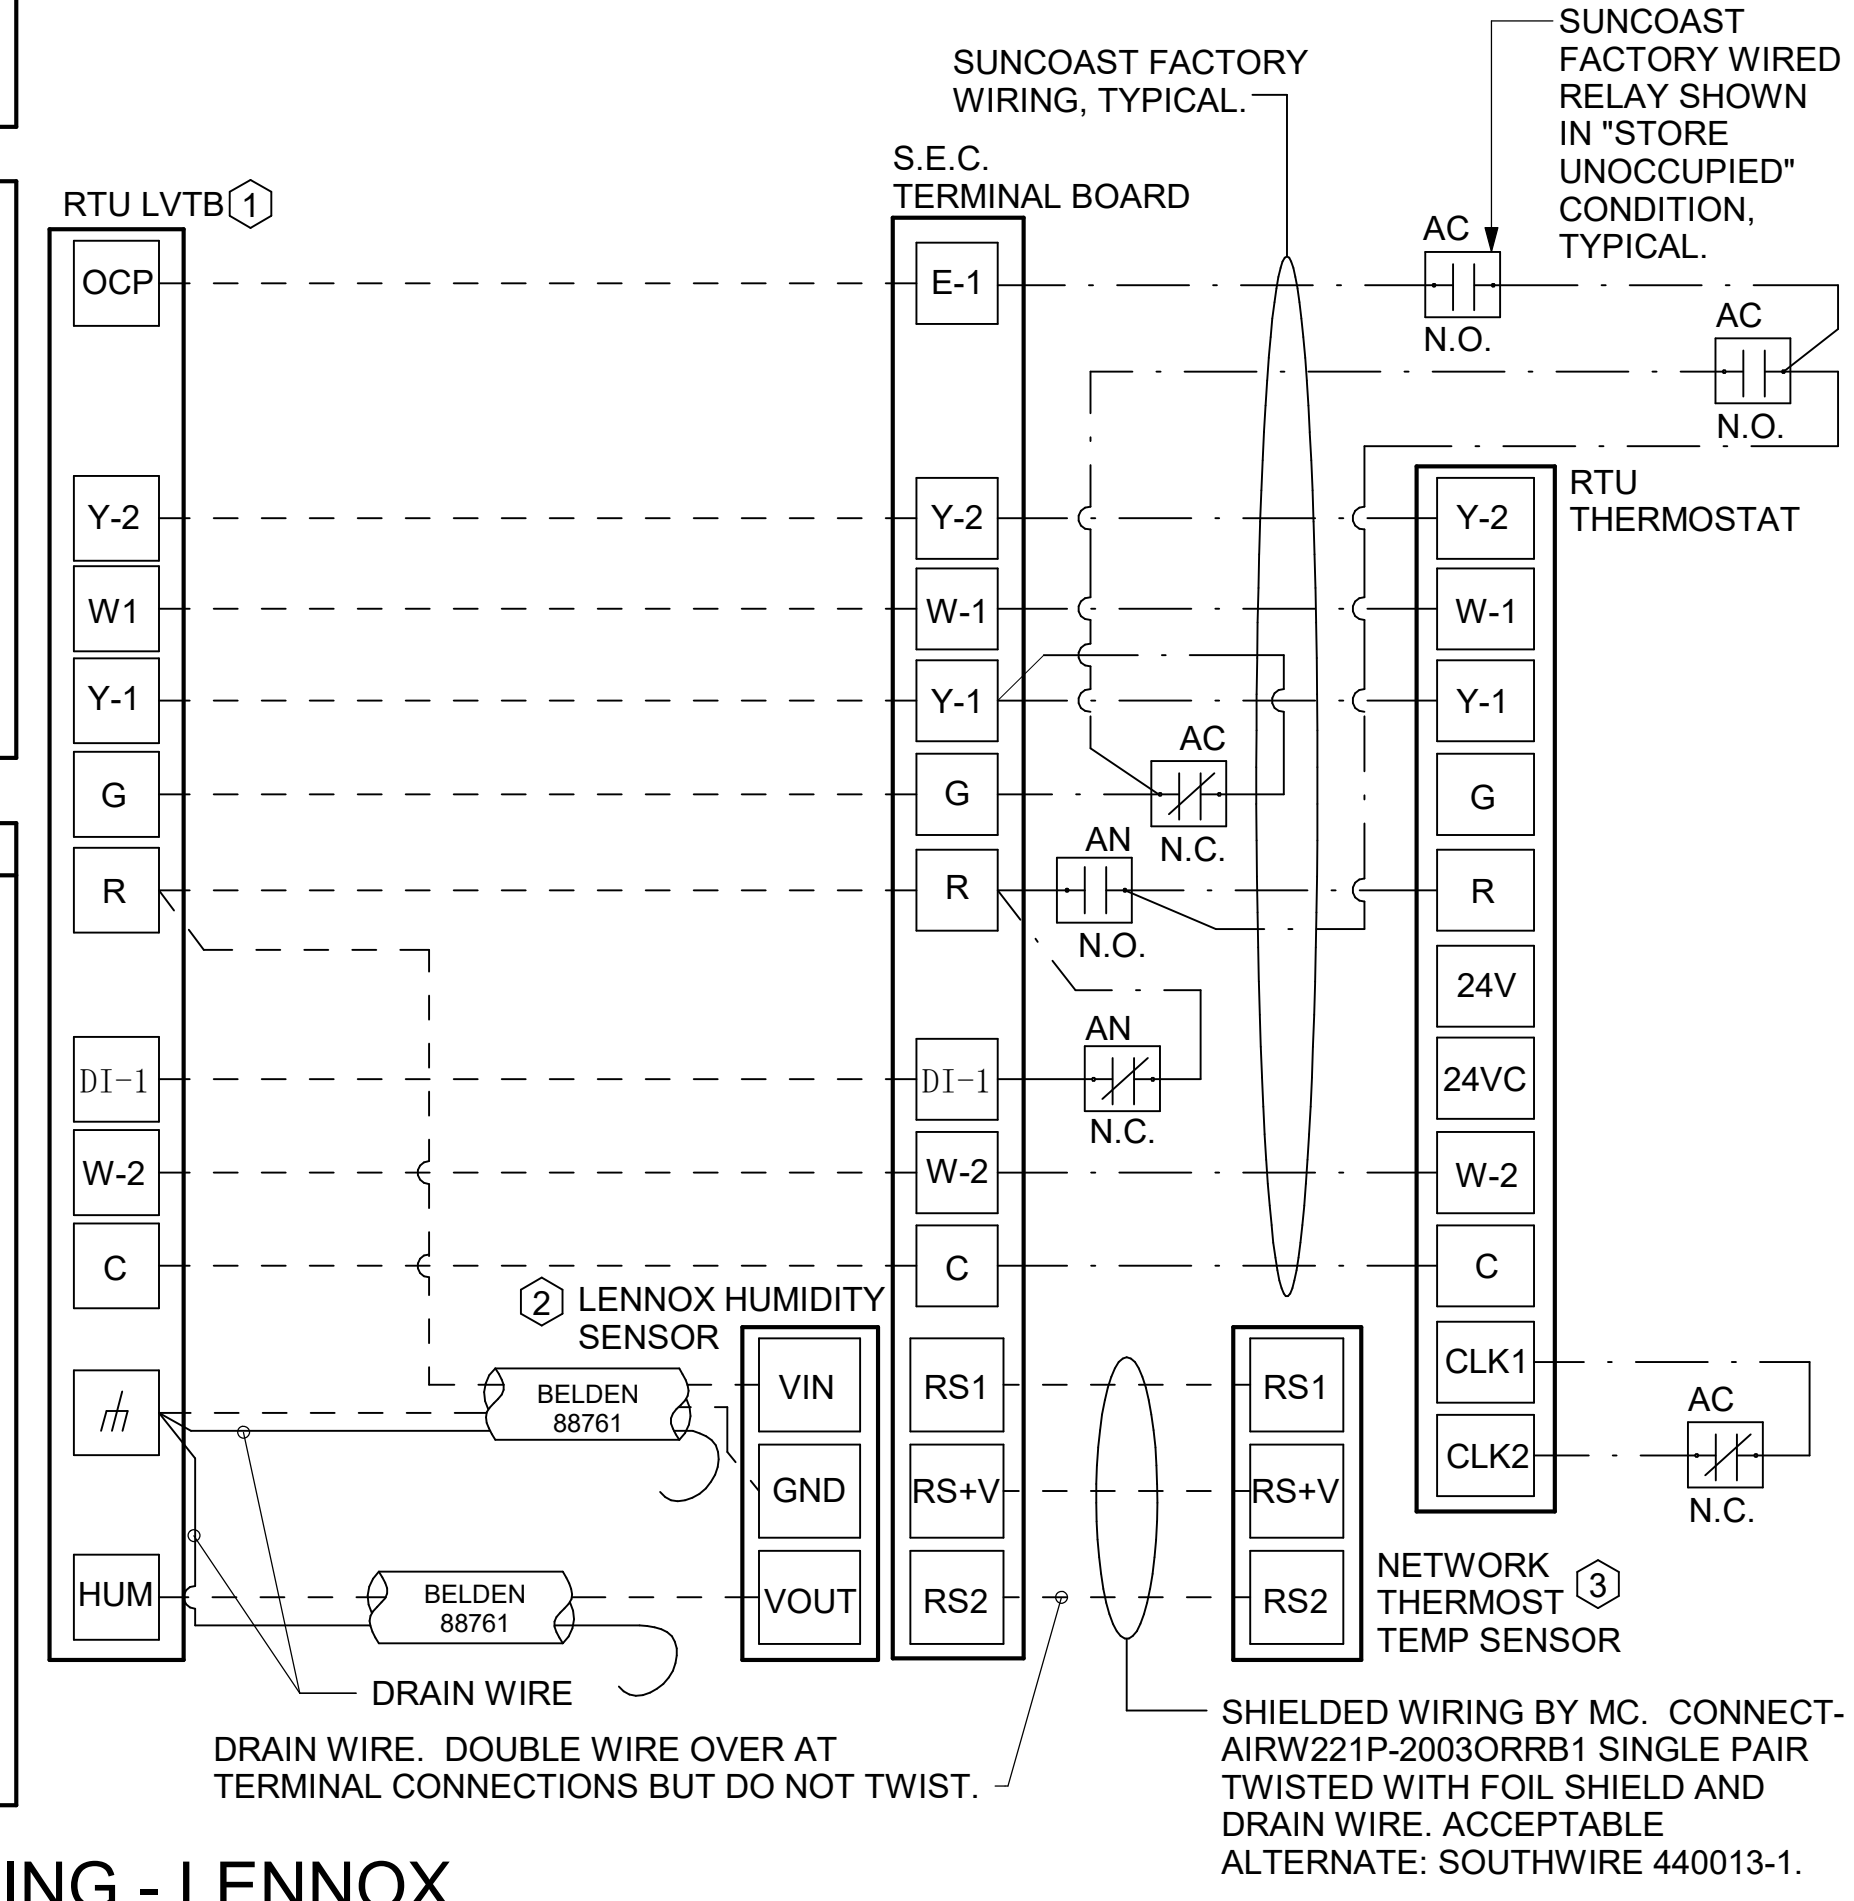 SUNCOAST
FACTORY WIRED
RELAY SHOWN
IN "STORE
UNOCCUPIED"
CONDITION,
TYPICAL.
SUNCOAST FACTORY
WIRING, TYPICAL.
S.E.C.
TERMINAL BOARD
RTU LVTB 1
OCP
Y-2
W1
Y-1
G
R
DI-1
W-2
C
HUM
E-1
Y-2
W-1
Y-1
G
R
DI-1
W-2
C
RS1
RS+V
RS2
AC
N.O.
AC
N.O.
RTU
THERMOSTAT
Y-2
W-1
Y-1
G
R
24V
24VC
W-2
C
CLK1
CLK2
AC
N.C.
AN
N.O.
AN
N.C.
AC
N.C.
2 LENNOX HUMIDITY
SENSOR
VIN
GND
VOUT
BELDEN
88761
BELDEN
88761
RS1
RS+V
RS2
NETWORK
THERMOST 3
TEMP SENSOR
DRAIN WIRE
DRAIN WIRE. DOUBLE WIRE OVER AT
TERMINAL CONNECTIONS BUT DO NOT TWIST.
SHIELDED WIRING BY MC. CONNECT-
AIRW221P-2003ORRB1 SINGLE PAIR
TWISTED WITH FOIL SHIELD AND
DRAIN WIRE. ACCEPTABLE
ALTERNATE: SOUTHWIRE 440013-1.
ING - LENNOX